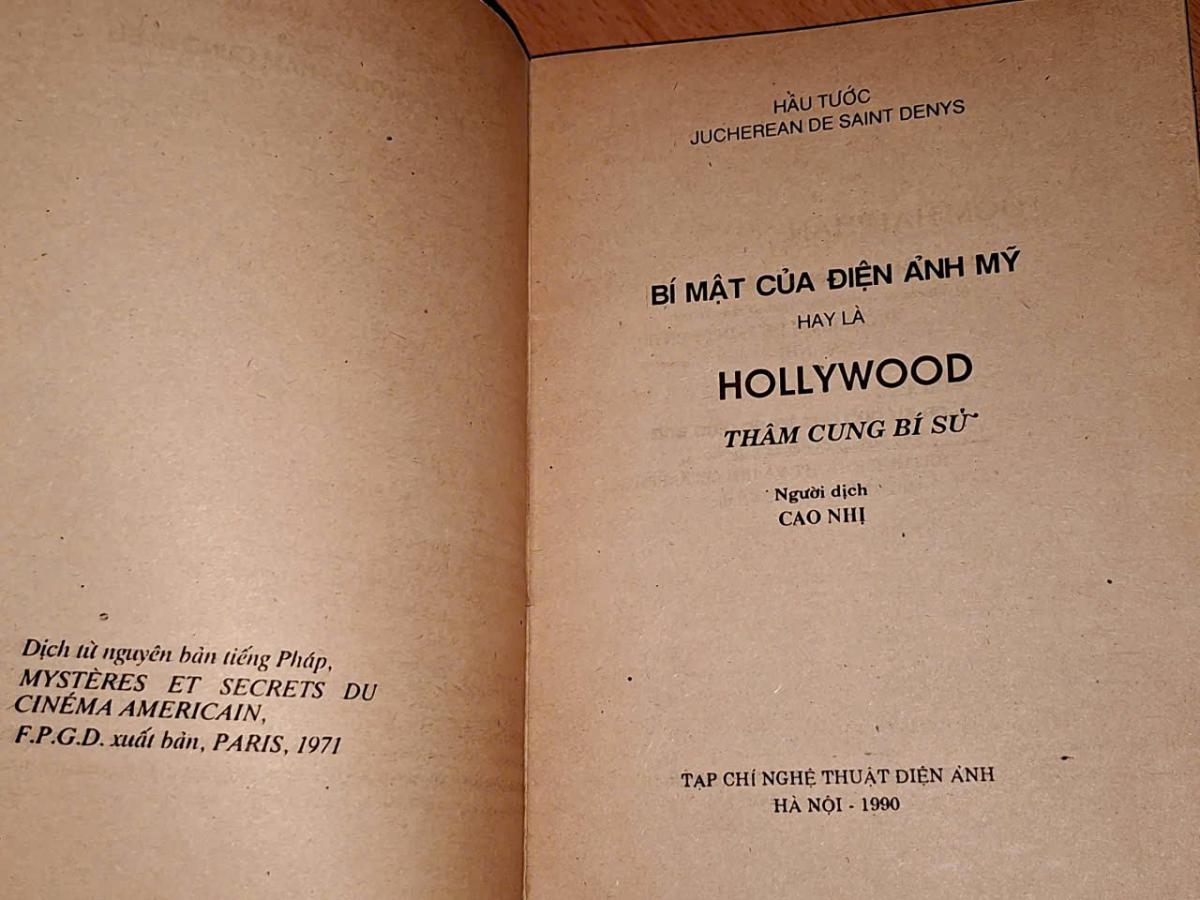 Dịch từ nguyên bản tiếng Pháp,
MYSTÈRES ET SECRETS DU
CINÉMA AMERICAIN,
F.P.G.D. xuất bản, PARIS, 1971
HẦU TƯỚC
JUCHEREAN DE SAINT DENYS
BÍ MẬT CỦA ĐIỆN ẢNH MỸ
HAY LÀ
HOLLYWOOD
THÂM CUNG BÍ SỬ
Người dịch
CAO NHỊ
TẠP CHÍ NGHỆ THUẬT ĐIỆN ẢNH
HÀ NỘI - 1990